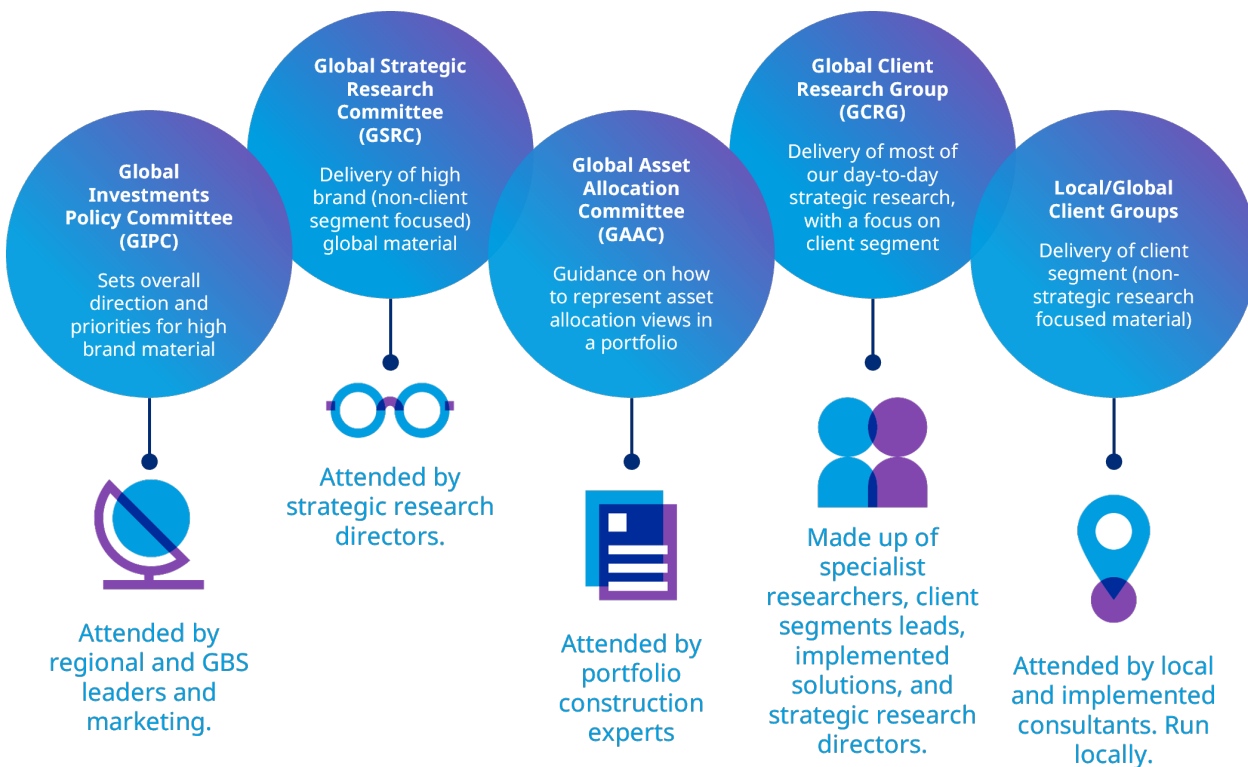 Global
Investments
Policy Committee
(GIPC)
Sets overall
direction and
priorities for high
brand material
Attended by
regional and GBS
leaders and
marketing.
Global Strategic
Research
Committee
(GSRC)
Delivery of high
brand (non-client
segment focused)
global material
Attended by
strategic research
directors.
Global Asset
Allocation
Committee
(GAAC)
Guidance on how
to represent asset
allocation views in
a portfolio
Attended by
portfolio
construction
experts
Global Client
Research Group
(GCRG)
Delivery of most of
our day-to-day
strategic research,
with a focus on
client segment
Made up of
specialist
researchers, client
segments leads,
implemented
solutions, and
strategic research
directors.
Local/Global
Client Groups
Delivery of client
segment (non-
strategic research
focused material)
Attended by local
and implemented
consultants. Run
locally.